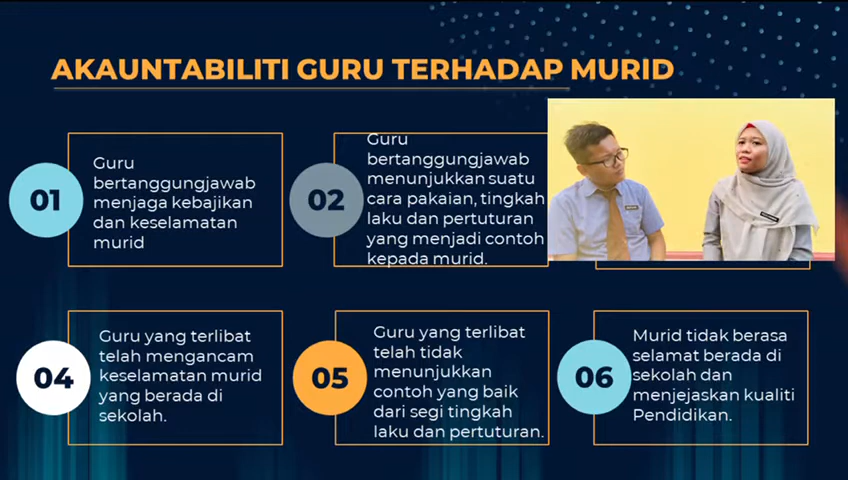 AKAUNTABILITI GURU TERHADAP MURID
01
Guru
bertanggungjawab
menjaga kebajikan
dan keselamatan
murid
02
Guru
bertanggungjawab
menunjukkan suatu
cara pakaian, tingkah
laku dan pertuturan
yang menjadi contoh
kepada murid.
04
Guru yang terlibat
telah mengancam
keselamatan murid
yang berada di
sekolah.
05
Guru yang terlibat
telah tidak
menunjukkan
contoh yang baik
dari segi tingkah
laku dan pertuturan.
06
Murid tidak berasa
selamat berada di
sekolah dan
menjejaskan kualiti
Pendidikan.